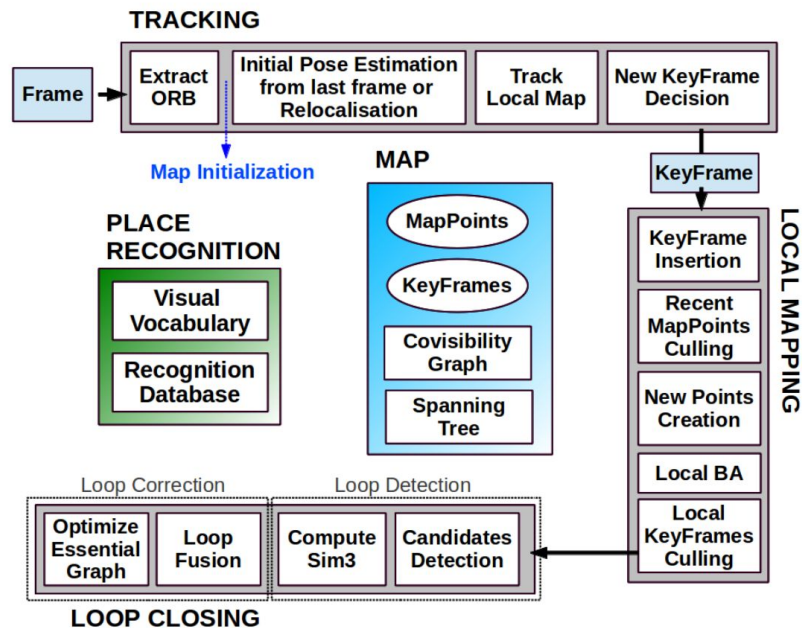 TRACKING
Frame
Extract
ORB
Initial Pose Estimation
from last frame or
Relocalisation
Track
Local Map
New KeyFrame
Decision
Map Initialization
KeyFrame
MAP
MapPoints
KeyFrames
Covisibility
Graph
Spanning
Tree
PLACE
RECOGNITION
Visual
Vocabulary
Recognition
Database
LOCAL MAPPING
KeyFrame
Insertion
Recent
MapPoints
Culling
New Points
Creation
Local BA
Local
KeyFrames
Culling
Loop Correction
Loop Detection
Optimize
Essential
Graph
Loop
Fusion
Compute
Sim3
Candidates
Detection
LOOP CLOSING